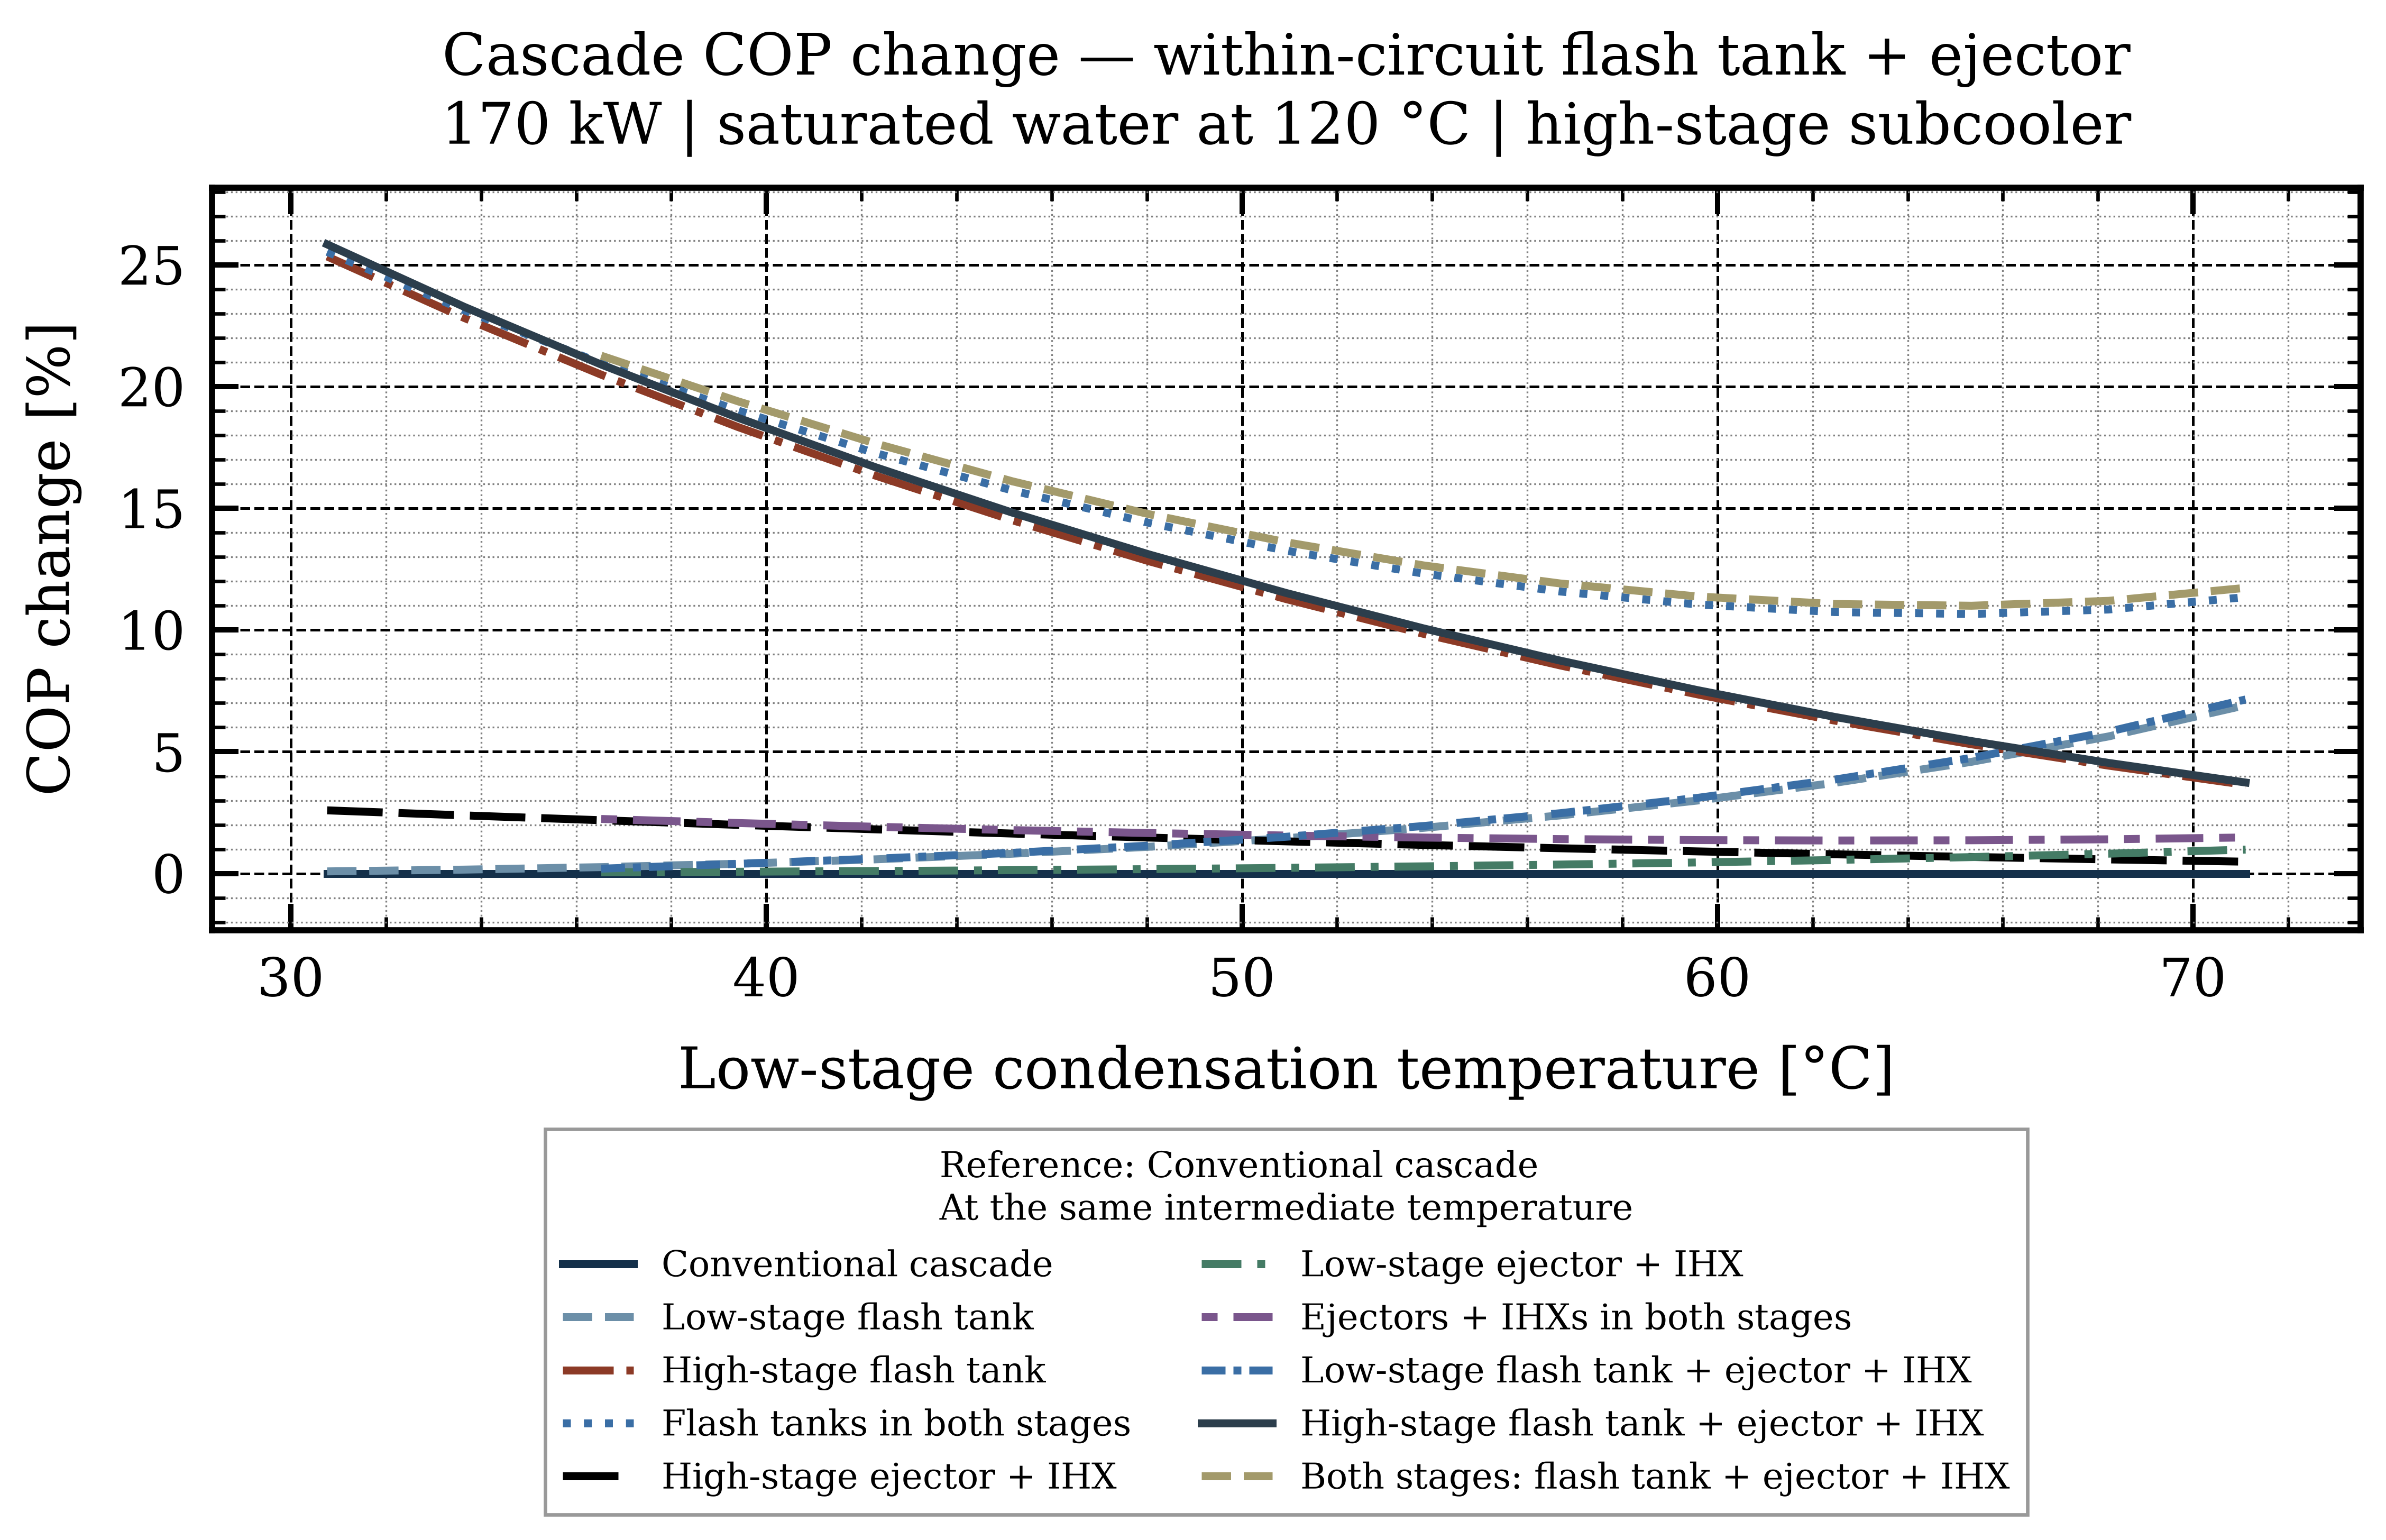 Cascade COP change — within-circuit flash tank + ejector
170 kW | saturated water at 120 °C | high-stage subcooler
COP change [%]
25
20
15
10
5
0
30
40
50
60
70
Low-stage condensation temperature [°C]
Reference: Conventional cascade
At the same intermediate temperature
Conventional cascade
Low-stage flash tank
High-stage flash tank
Flash tanks in both stages
High-stage ejector + IHX
Low-stage ejector + IHX
Ejectors + IHXs in both stages
Low-stage flash tank + ejector + IHX
High-stage flash tank + ejector + IHX
Both stages: flash tank + ejector + IHX